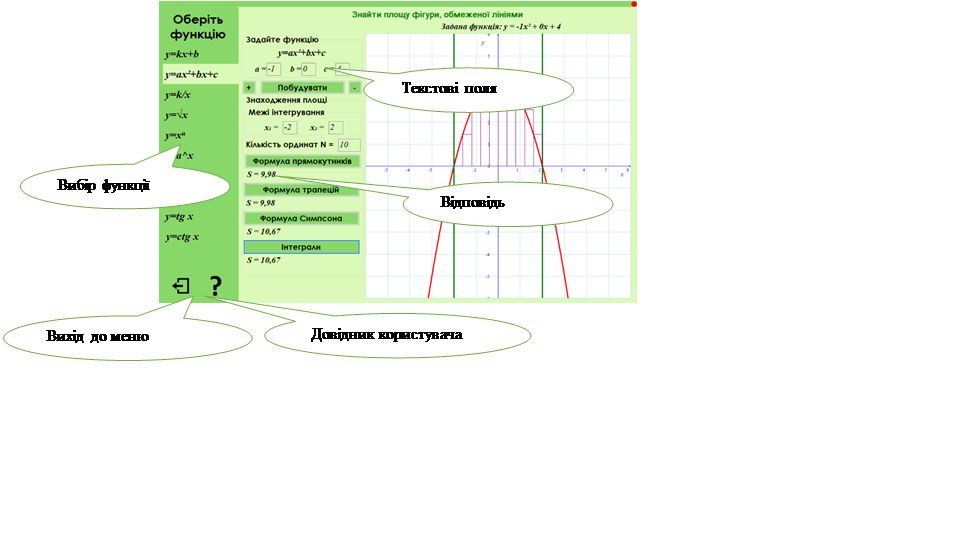 Оберіть
функцію
y=kx+b
y=ax²+bx+c
y=k/x
y=√x
y=xⁿ
a^x
y=tg x
y=ctg x
?
Знайти площу фігури, обмеженої лініями
Задана функція: y = -1x² + 0x + 4
Задайте функцію
y=ax²+bx+c
a = -1 b = 0 c =
+ Побудувати -
Знаходження площі
Межі інтегрування
x₁ = -2 x₂ = 2
Кількість ординат N = 10
Формула прямокутників
S = 9,98
Формула трапецій
S = 9,98
Формула Симпсона
S = 10,67
Інтеграли
S = 10,67
Текстові поля
Вибір функції
Відповідь
Вихід до меню
Довідник користувача
y
x